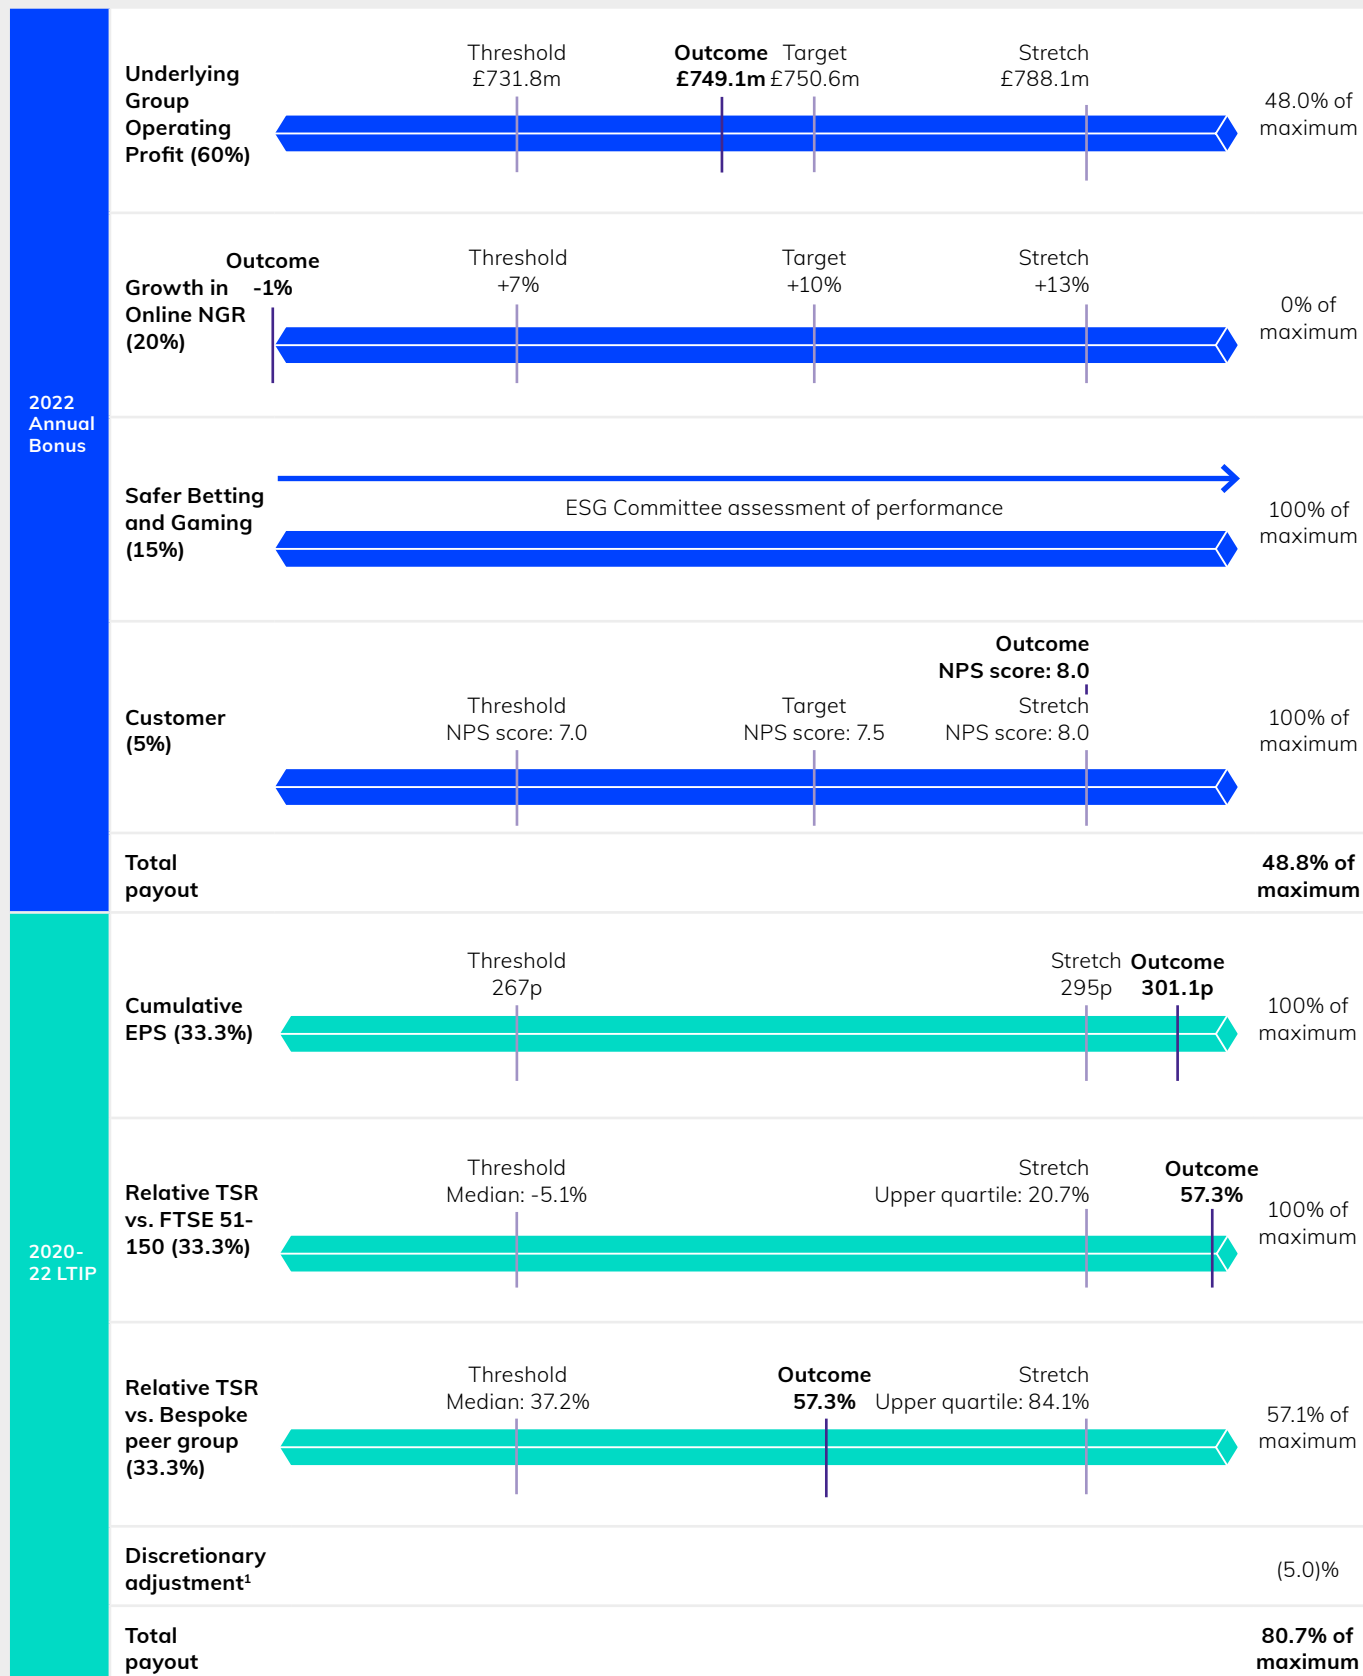 2022
Annual
Bonus
Underlying
Group
Operating
Profit (60%)
Threshold
£731.8m
Outcome
£749.1m
Target
£750.6m
Stretch
£788.1m
48.0% of
maximum
Growth in
Online NGR
(20%)
Outcome
-1%
Threshold
+7%
Target
+10%
Stretch
+13%
0% of
maximum
Safer Betting
and Gaming
(15%)
ESG Committee assessment of performance
100% of
maximum
Customer
(5%)
Threshold
NPS score: 7.0
Target
NPS score: 7.5
Outcome
NPS score: 8.0
Stretch
NPS score: 8.0
100% of
maximum
Total
payout
48.8% of
maximum
2020-
22 LTIP
Cumulative
EPS (33.3%)
Threshold
267p
Stretch
295p
Outcome
301.1p
100% of
maximum
Relative TSR
vs. FTSE 51-
150 (33.3%)
Threshold
Median: -5.1%
Stretch
Upper quartile: 20.7%
Outcome
57.3%
100% of
maximum
Relative TSR
vs. Bespoke
peer group
(33.3%)
Threshold
Median: 37.2%
Outcome
57.3%
Stretch
Upper quartile: 84.1%
57.1% of
maximum
Discretionary
adjustment¹
(5.0)%
Total
payout
80.7% of
maximum